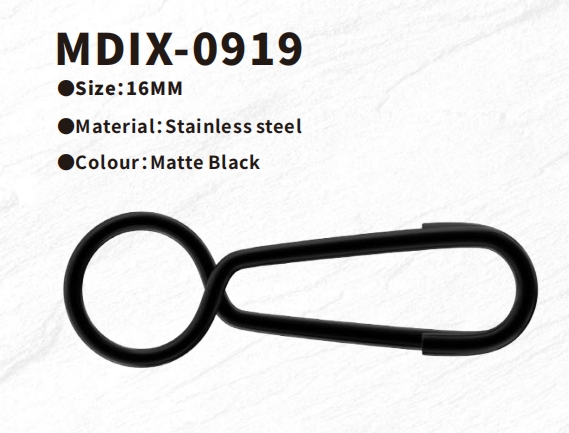 MDIX-0919
●Size:16MM
●Material:Stainless steel
●Colour:Matte Black